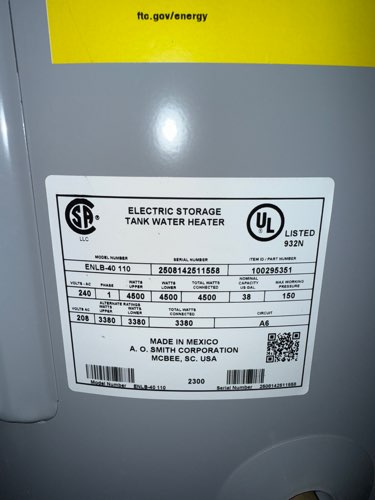 ftc.gov/energy
SA
LLC
ELECTRIC STORAGE
TANK WATER HEATER
UL
LISTED
932N
MODEL NUMBER SERIAL NUMBER ITEM ID / PART NUMBER
ENLB-40 110 2508142511558 100295351
VOLTS - AC PHASE WATTS UPPER WATTS LOWER TOTAL WATTS CONNECTED NOMINAL CAPACITY US GAL MAX WORKING PRESSURE
240 1 4500 4500 4500 38 150
VOLTS AC ALTERNATE RATINGS WATTS UPPER WATTS LOWER TOTAL WATTS CONNECTED CIRCUIT
208 3380 3380 3380 A6
MADE IN MEXICO
A. O. SMITH CORPORATION
MCBEE, SC. USA
2300
Model Number ENLB-40 110 Serial Number 2508142511558